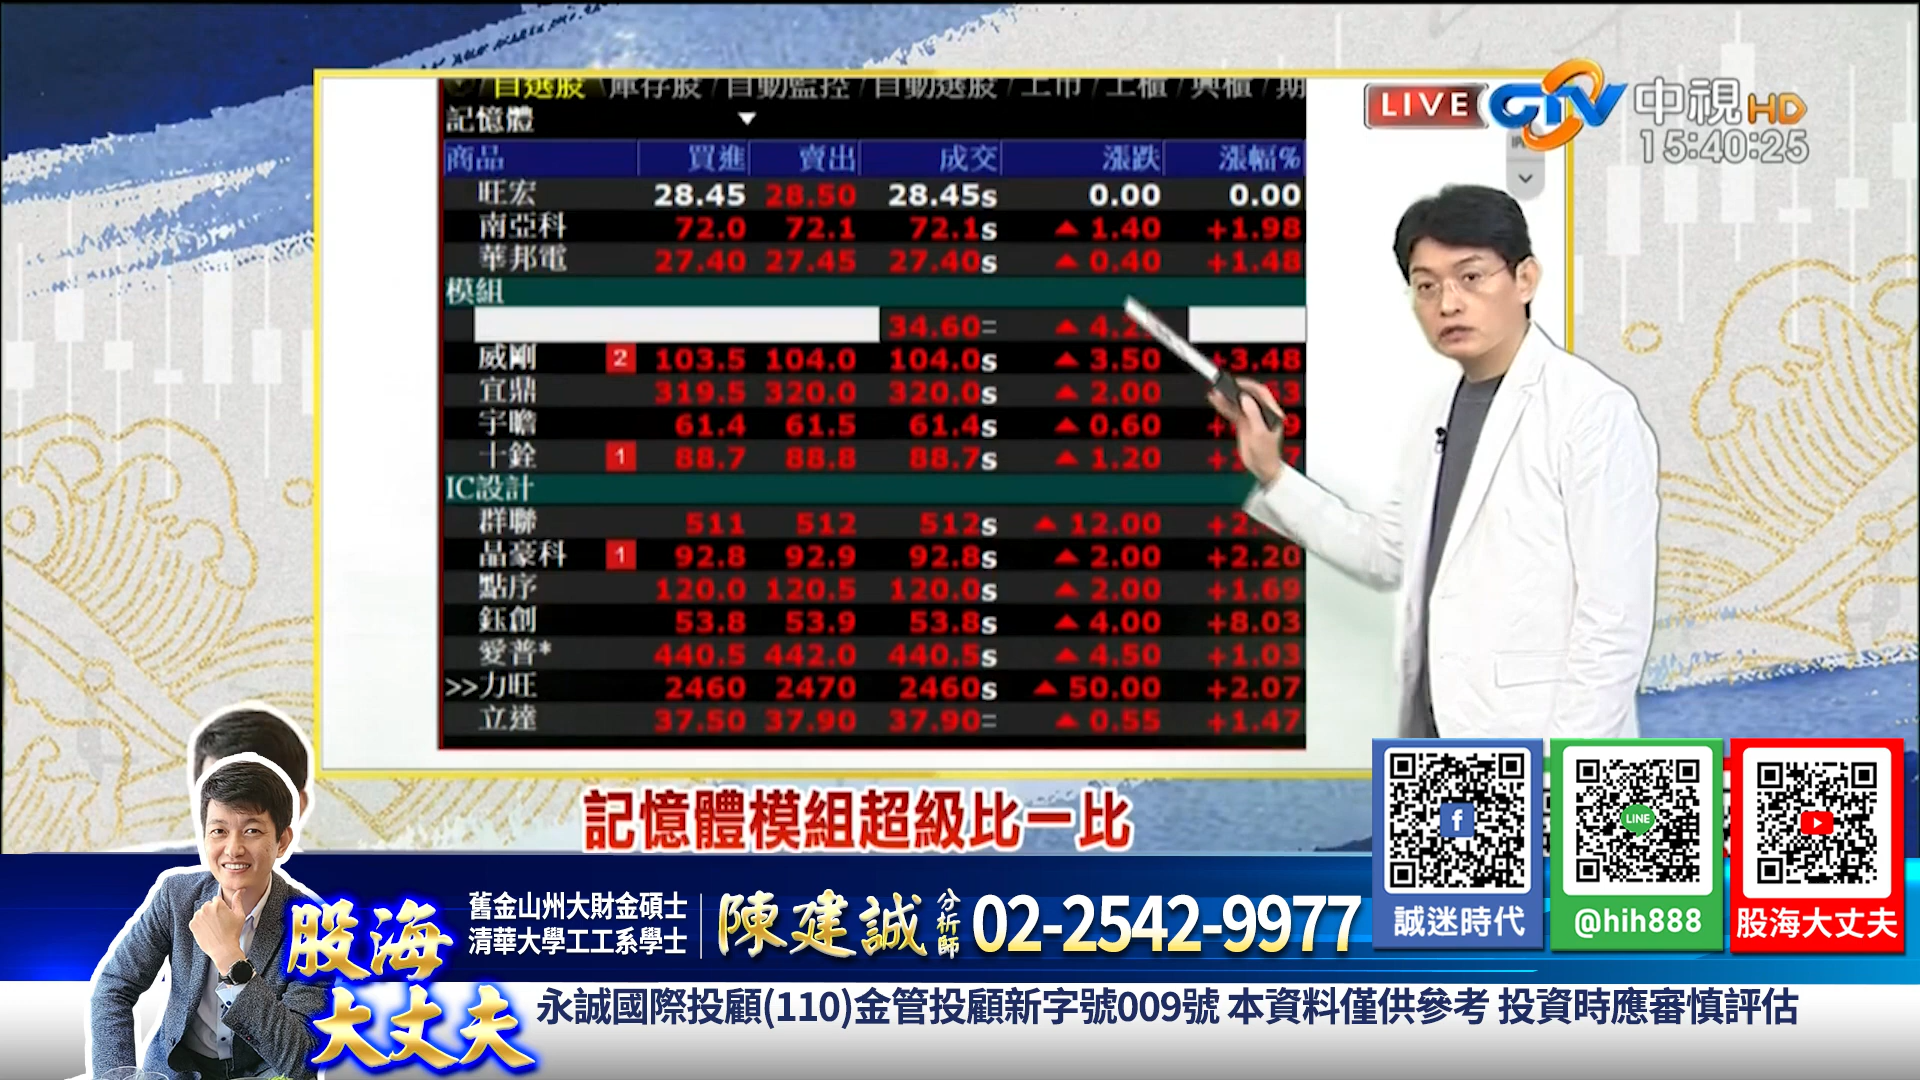 自選股 / 庫存股 / 自動監控 / 自動選股 / 上市 / 上櫃 / 興櫃 / 期
記憶體
商品 買進 賣出 成交 漲跌 漲幅%
旺宏 28.45 28.50 28.45s 0.00 0.00
南亞科 72.0 72.1 72.1s ▲ 1.40 +1.98
華邦電 27.40 27.45 27.40s ▲ 0.40 +1.48
模組
34.60= ▲
威剛 2 103.5 104.0 104.0s ▲ 3.50 +3.48
宜鼎 319.5 320.0 320.0s ▲ 2.00
宇瞻 61.4 61.5 61.4s ▲ 0.60
十銓 1 88.7 88.8 88.7s ▲ 1.20
IC設計
群聯 511 512 512s ▲ 12.00
晶豪科 1 92.8 92.9 92.8s ▲ 2.00 +2.20
點序 120.0 120.5 120.0s ▲ 2.00 +1.69
鈺創 53.8 53.9 53.8s ▲ 4.00 +8.03
愛普* 440.5 442.0 440.5s ▲ 4.50 +1.03
>>力旺 2460 2470 2460s ▲ 50.00 +2.07
立達 37.50 37.90 37.90= ▲ 0.55 +1.47
LIVE CTV 中視HD
15:40:25
記憶體模組超級比一比
股海
大丈夫
舊金山州大財金碩士
清華大學工工系學士
陳建誠 分析師 02-2542-9977
誠迷時代
LINE
@hih888
股海大丈夫
永誠國際投顧(110)金管投顧新字號009號 本資料僅供參考 投資時應審慎評估